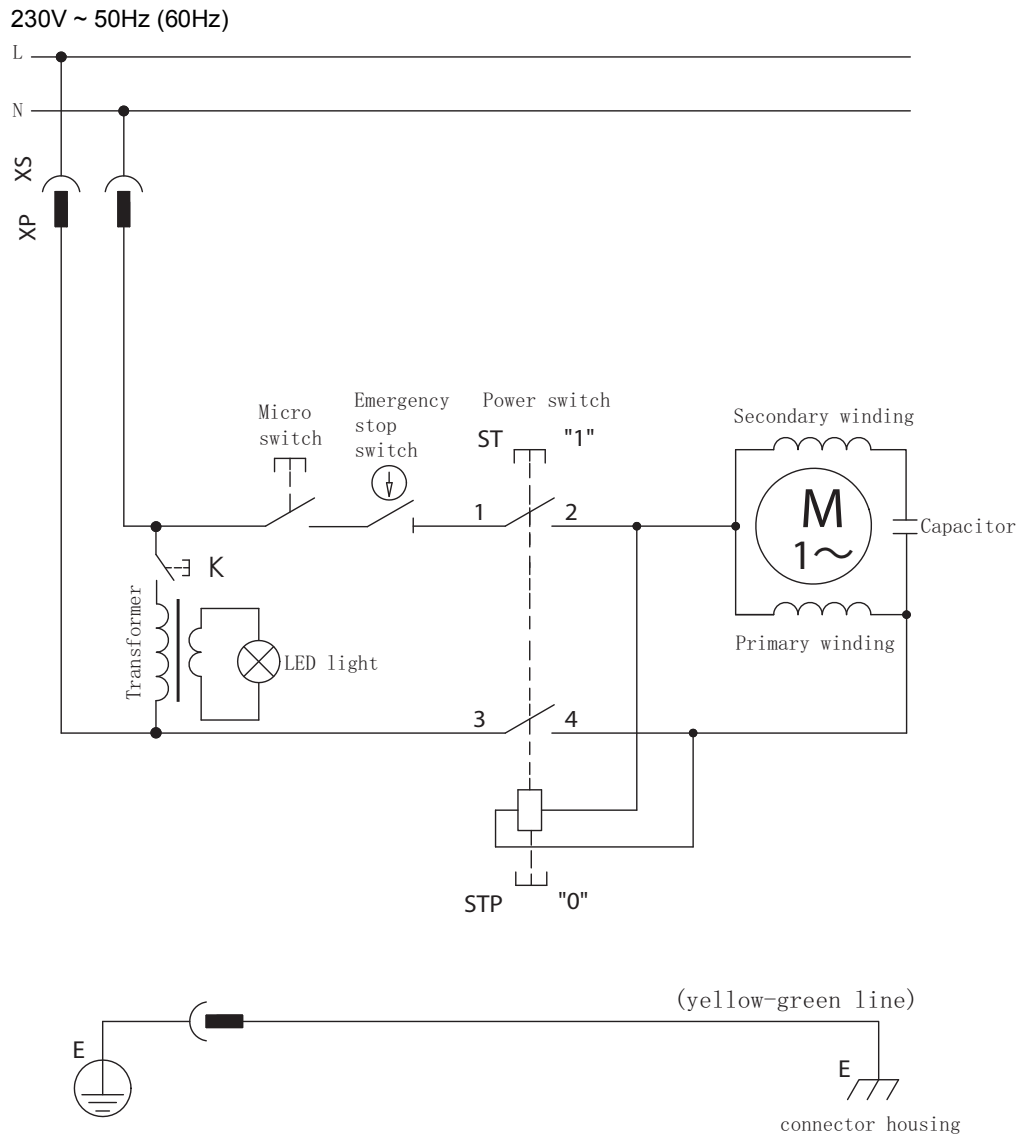 230V ~ 50Hz (60Hz)
L
N
XS
XP
Micro
switch
Emergency
stop
switch
Power switch
ST "1"
1 2
Secondary winding
M
1~
Capacitor
Primary winding
K
Transformer
LED light
3 4
STP "0"
(yellow-green line)
E
E
connector housing